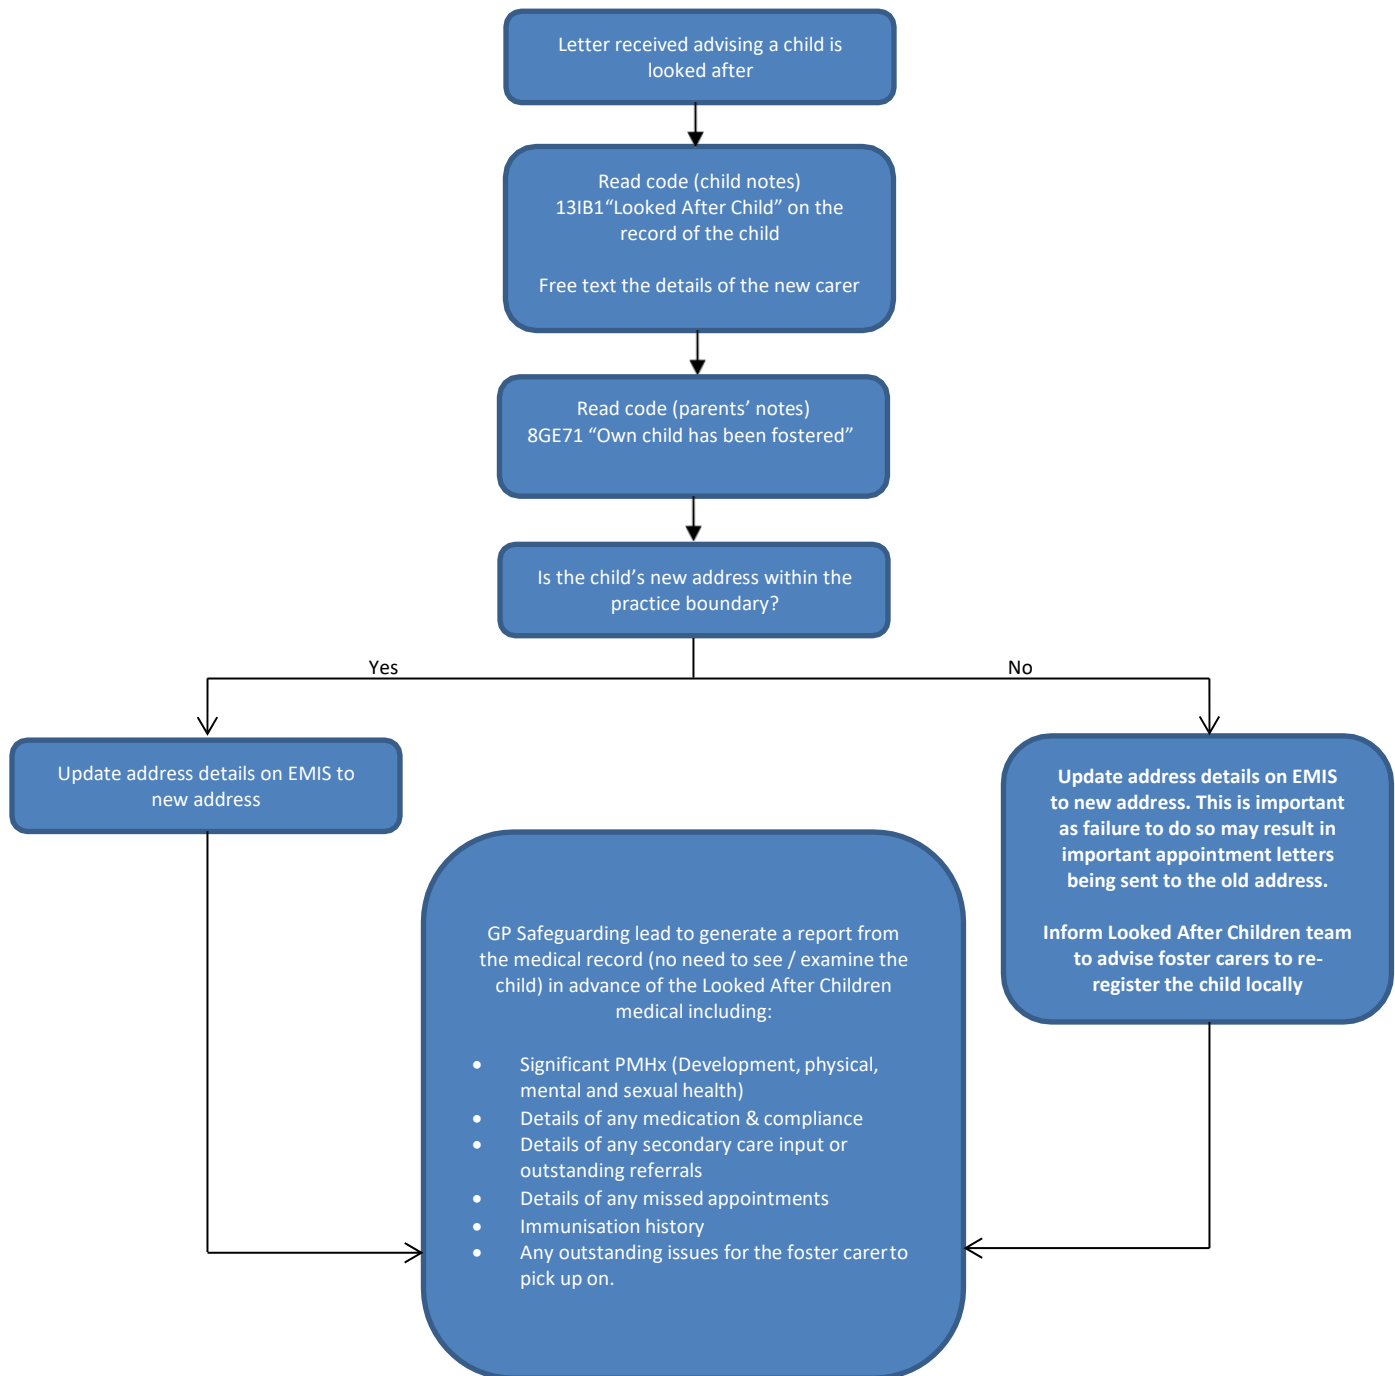 Letter received advising a child is
looked after
Read code (child notes)
13IB1“Looked After Child” on the
record of the child
Free text the details of the new carer
Read code (parents’ notes)
8GE71 “Own child has been fostered”
Is the child’s new address within the
practice boundary?
Yes
No
Update address details on EMIS to
new address
Update address details on EMIS
to new address. This is important
as failure to do so may result in
important appointment letters
being sent to the old address.
Inform Looked After Children team
to advise foster carers to re-
register the child locally
GP Safeguarding lead to generate a report from
the medical record (no need to see / examine the
child) in advance of the Looked After Children
medical including:
• Significant PMHx (Development, physical,
mental and sexual health)
• Details of any medication & compliance
• Details of any secondary care input or
outstanding referrals
• Details of any missed appointments
• Immunisation history
• Any outstanding issues for the foster carer to
pick up on.